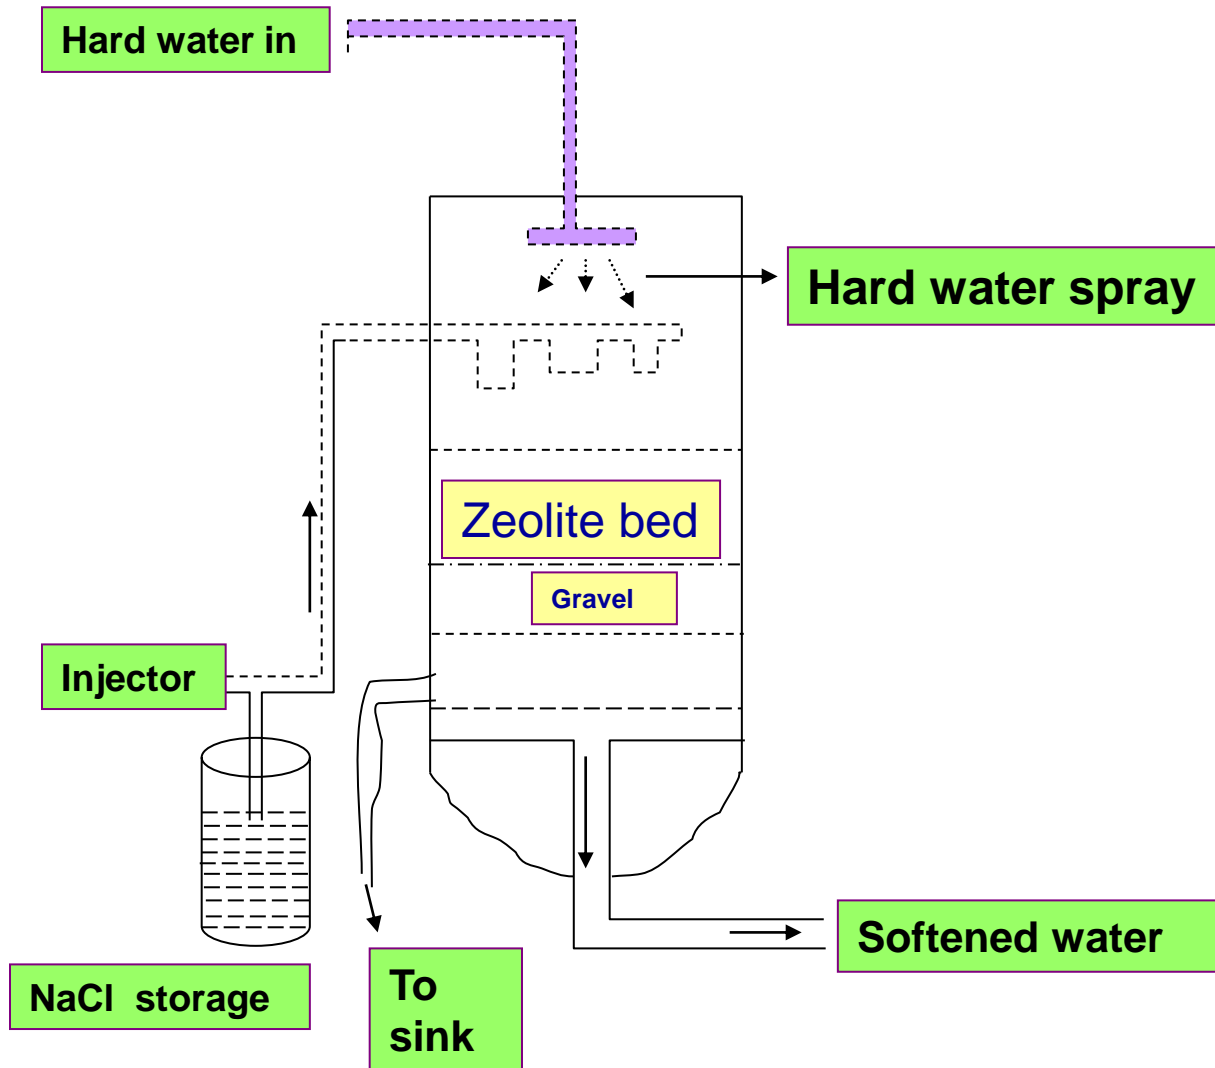 Hard water in
Hard water spray
Zeolite bed
Gravel
Injector
Softened water
NaCl storage
To
sink